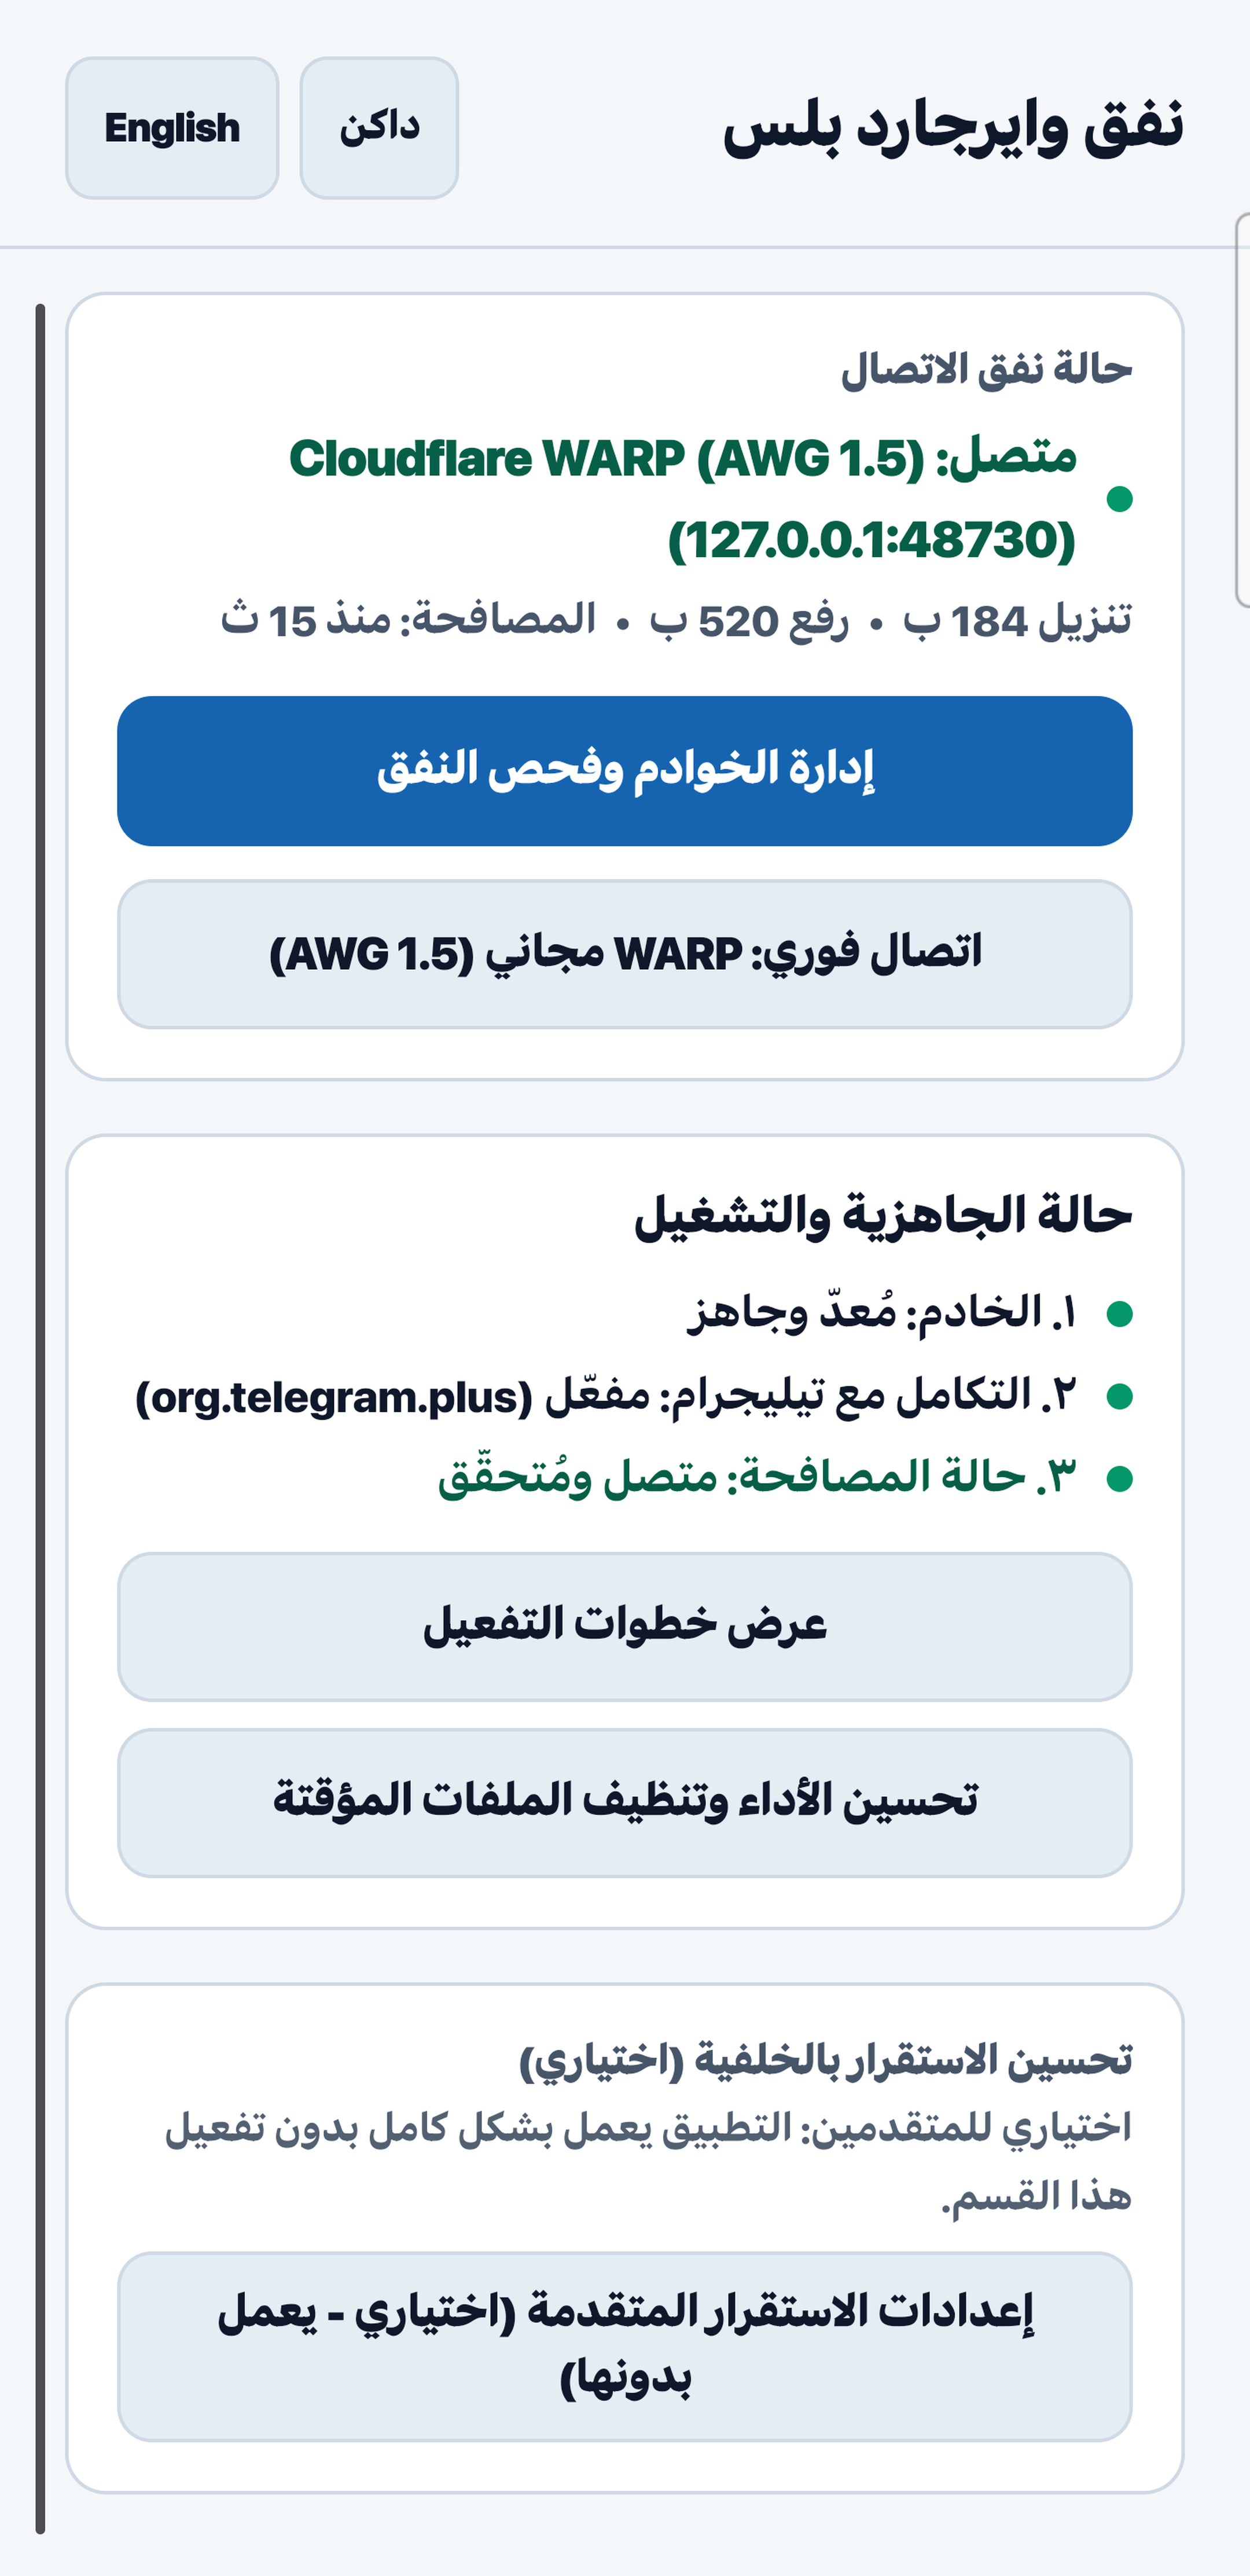 نفق وايرجارد بلس
داكن
English
حالة نفق الاتصال
متصل: Cloudflare WARP (AWG 1.5)
(127.0.0.1:48730)
تنزيل 184 ب • رفع 520 ب • المصافحة: منذ 15 ث
إدارة الخوادم وفحص النفق
اتصال فوري: WARP مجاني (AWG 1.5)
حالة الجاهزية والتشغيل
١. الخادم: مُعدّ وجاهز
٢. التكامل مع تيليجرام: مفعّل (org.telegram.plus)
٣. حالة المصافحة: متصل ومُتحقّق
عرض خطوات التفعيل
تحسين الأداء وتنظيف الملفات المؤقتة
تحسين الاستقرار بالخلفية (اختياري)
اختياري للمتقدمين: التطبيق يعمل بشكل كامل بدون تفعيل
هذا القسم.
إعدادات الاستقرار المتقدمة (اختياري - يعمل
بدونها)